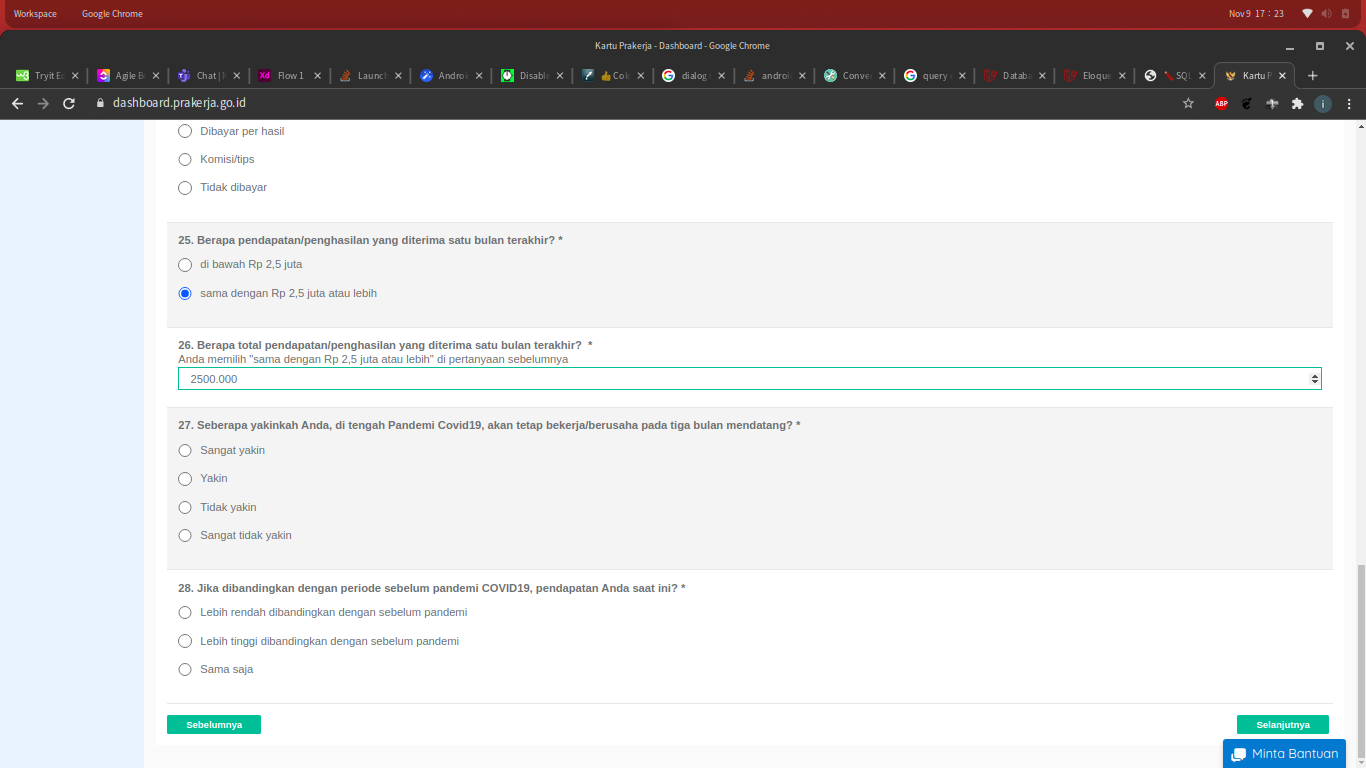 Workspace Google Chrome Nov 9 17 : 23
Kartu Prakerja - Dashboard - Google Chrome
Tryit Ec Agile B Chat | Flow 1 Launc Androi Disable Colo dialog androi Conver query Databa Eloque SQL Kartu P
dashboard.prakerja.go.id ABP i
Dibayar per hasil
Komisi/tips
Tidak dibayar
25. Berapa pendapatan/penghasilan yang diterima satu bulan terakhir? *
di bawah Rp 2,5 juta
sama dengan Rp 2,5 juta atau lebih
26. Berapa total pendapatan/penghasilan yang diterima satu bulan terakhir? *
Anda memilih "sama dengan Rp 2,5 juta atau lebih" di pertanyaan sebelumnya
2500.000
27. Seberapa yakinkah Anda, di tengah Pandemi Covid19, akan tetap bekerja/berusaha pada tiga bulan mendatang? *
Sangat yakin
Yakin
Tidak yakin
Sangat tidak yakin
28. Jika dibandingkan dengan periode sebelum pandemi COVID19, pendapatan Anda saat ini? *
Lebih rendah dibandingkan dengan sebelum pandemi
Lebih tinggi dibandingkan dengan sebelum pandemi
Sama saja
Sebelumnya Selanjutnya
Minta Bantuan